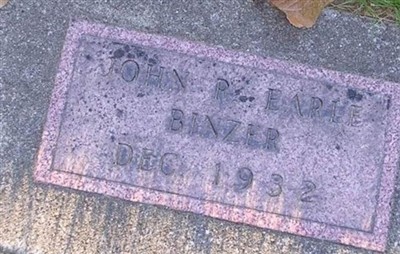 JOHN R. EARLE
BINZER
DEC. 1932